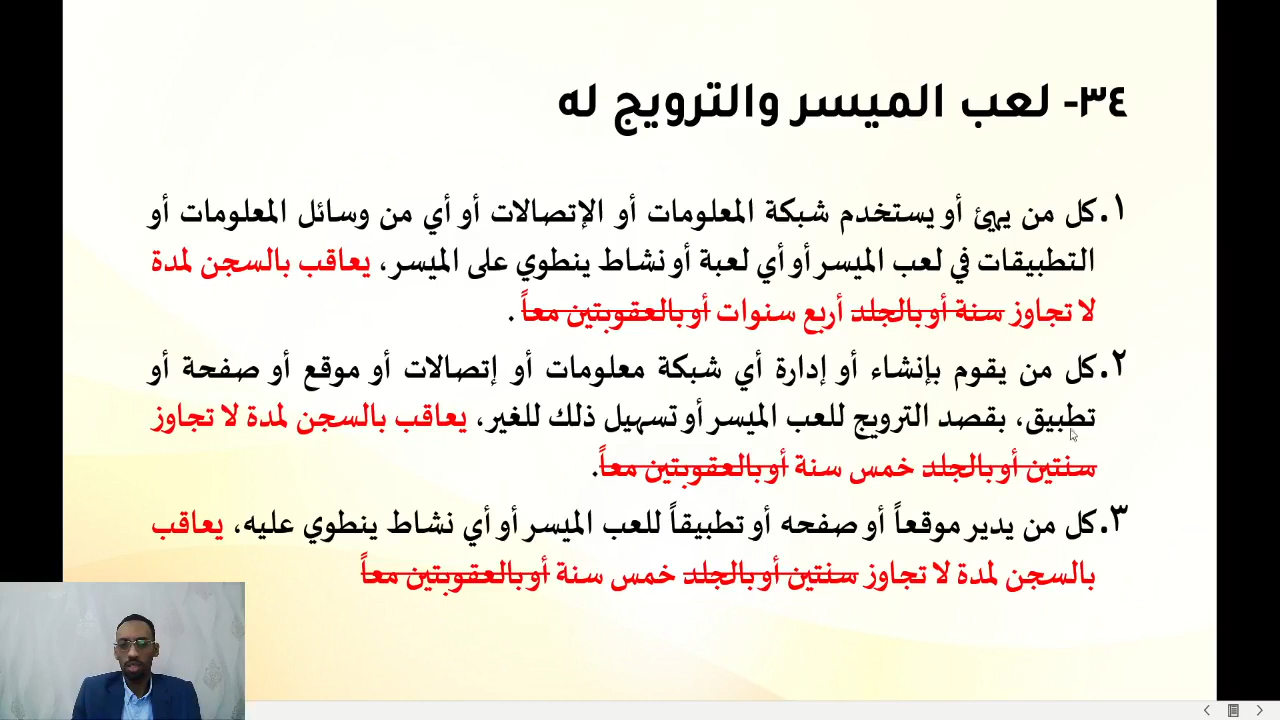 ٣٤- لعب الميسر والترويج له
١. كل من يهئ أو يستخدم شبكة المعلومات أو الإتصالات أو أي من وسائل المعلومات أو
التطبيقات في لعب الميسر أو أي لعبة أو نشاط ينطوي على الميسر، يعاقب بالسجن لمدة
لا تجاوز سنة أو بالجلد أربع سنوات أو بالعقوبتين معاً .
٢. كل من يقوم بإنشاء أو إدارة أي شبكة معلومات أو إتصالات أو موقع أو صفحة أو
تطبيق، بقصد الترويج للعب الميسر أو تسهيل ذلك للغير، يعاقب بالسجن لمدة لا تجاوز
سنتين أو بالجلد خمس سنة أو بالعقوبتين معاً.
٣. كل من يدير موقعاً أو صفحه أو تطبيقاً للعب الميسر أو أي نشاط ينطوي عليه، يعاقب
بالسجن لمدة لا تجاوز سنتين أو بالجلد خمس سنة أو بالعقوبتين معاً